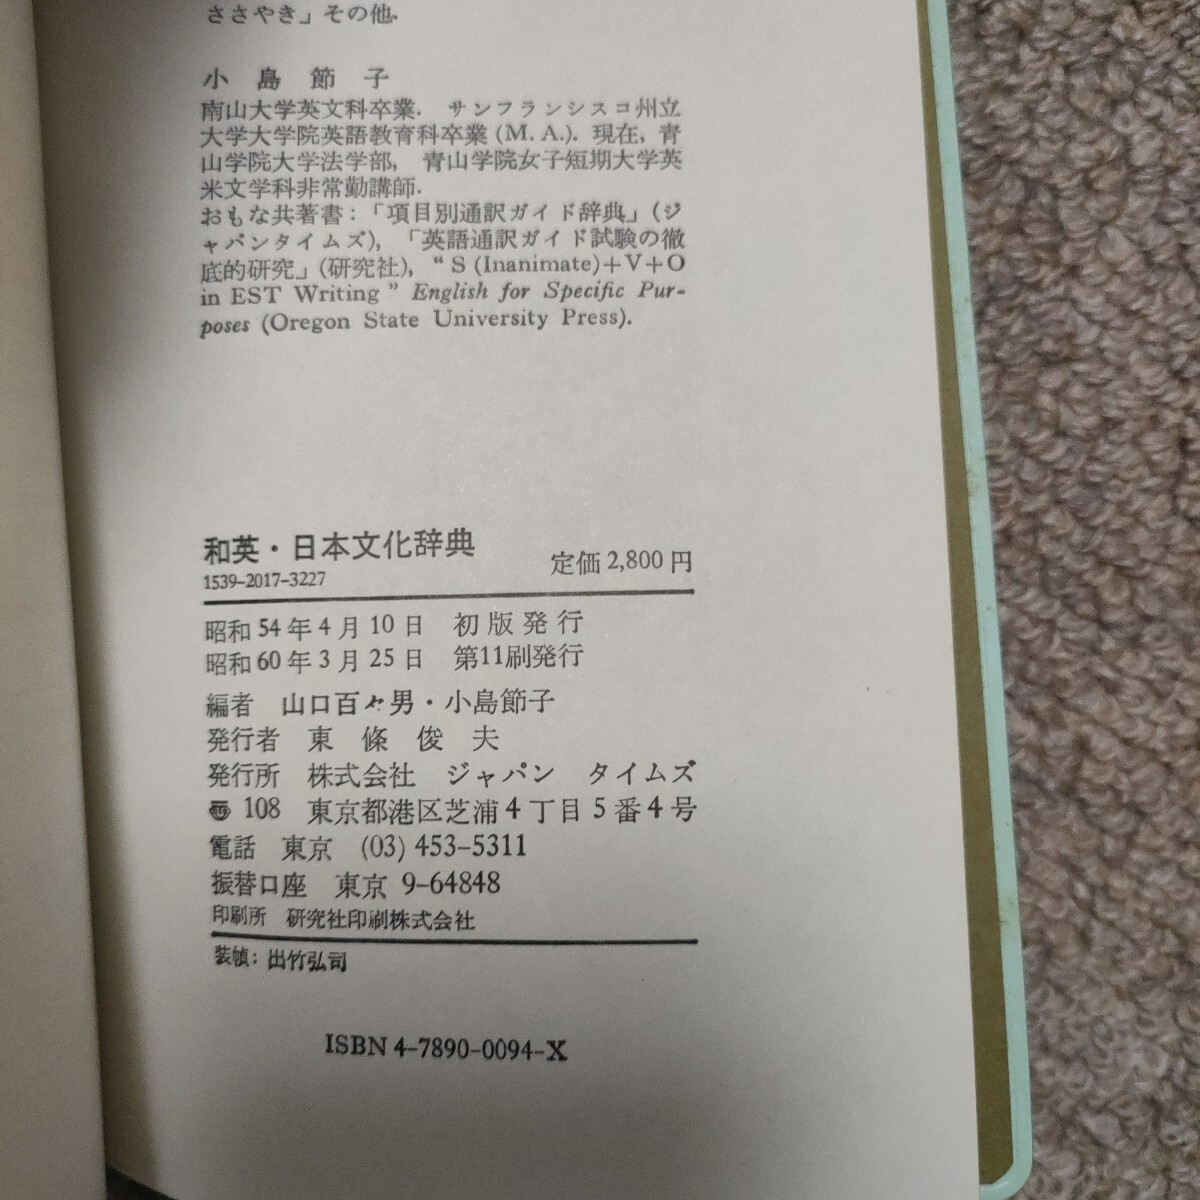 ささやき」その他.
小島節子
南山大学英文科卒業. サンフランシスコ州立
大学大学院英語教育科卒業 (M. A.). 現在, 青
山学院大学法学部, 青山学院女子短期大学英
米文学科非常勤講師.
おもな共著書:「項目別通訳ガイド辞典」(ジ
ャパンタイムズ), 「英語通訳ガイド試験の徹
底的研究」(研究社), “ S (Inanimate)+V+O
in EST Writing ” English for Specific Pur-
poses (Oregon State University Press).
和英・日本文化辞典 定価 2,800 円
1539-2017-3227
昭和 54 年 4 月 10 日 初版発行
昭和 60 年 3 月 25 日 第11刷発行
編者 山口百々男・小島節子
発行者 東條俊夫
発行所 株式会社 ジャパン タイムズ
〠 108 東京都港区芝浦 4 丁目 5 番 4 号
電話 東京 (03) 453-5311
振替口座 東京 9-64848
印刷所 研究社印刷株式会社
装幀: 出竹弘司
ISBN 4-7890-0094-X